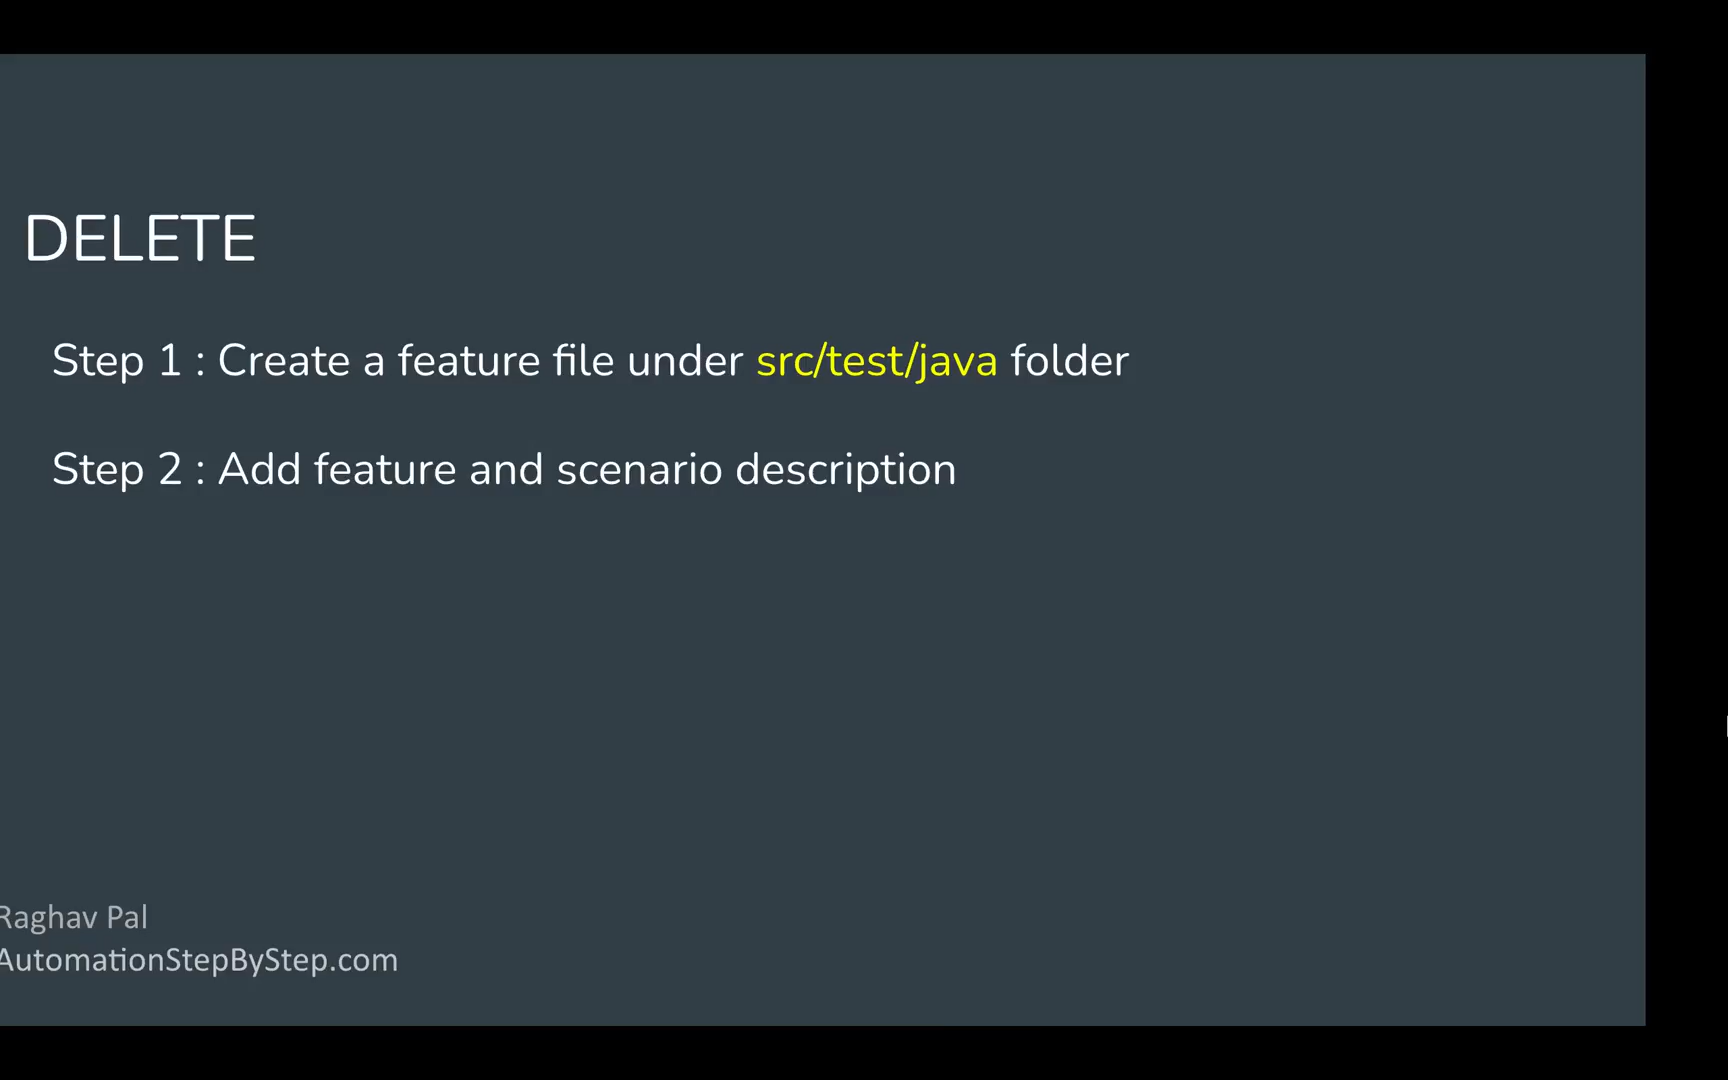 DELETE
Step 1 : Create a feature file under src/test/java folder
Step 2 : Add feature and scenario description
Raghav Pal
AutomationStepByStep.com